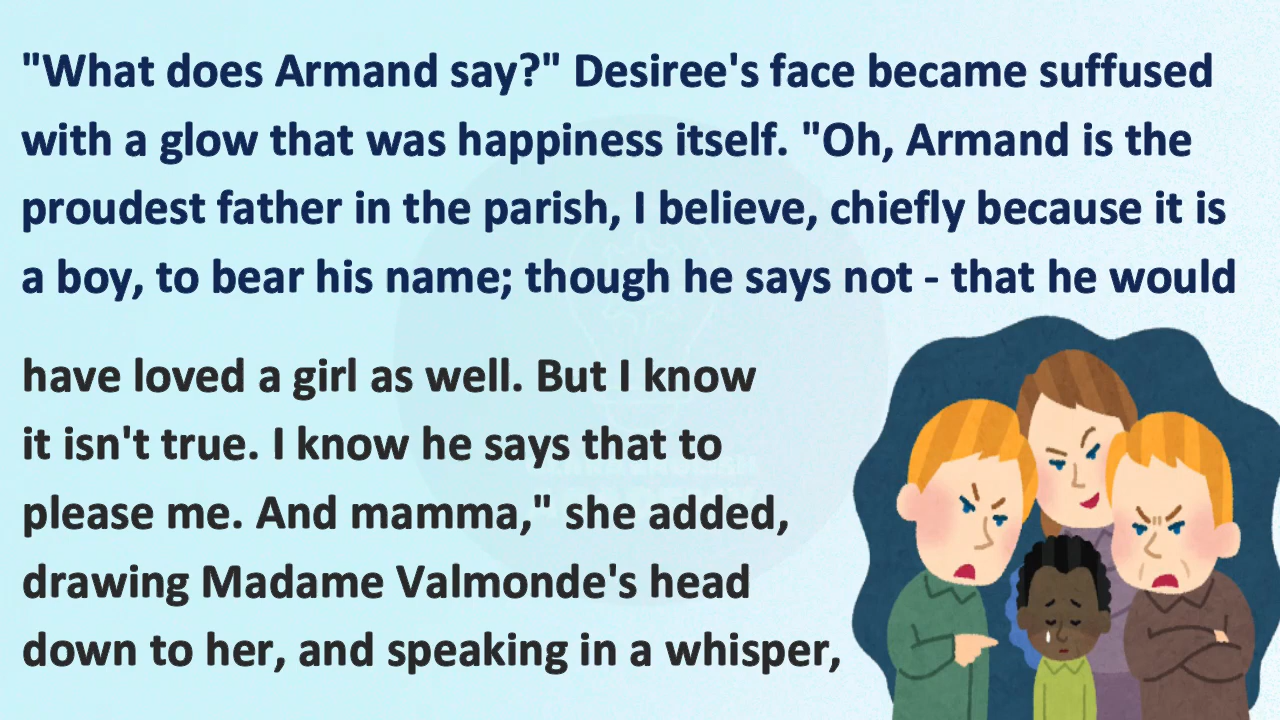 "What does Armand say?" Desiree's face became suffused
with a glow that was happiness itself. "Oh, Armand is the
proudest father in the parish, I believe, chiefly because it is
a boy, to bear his name; though he says not - that he would
have loved a girl as well. But I know
it isn't true. I know he says that to
please me. And mamma," she added,
drawing Madame Valmonde's head
down to her, and speaking in a whisper,